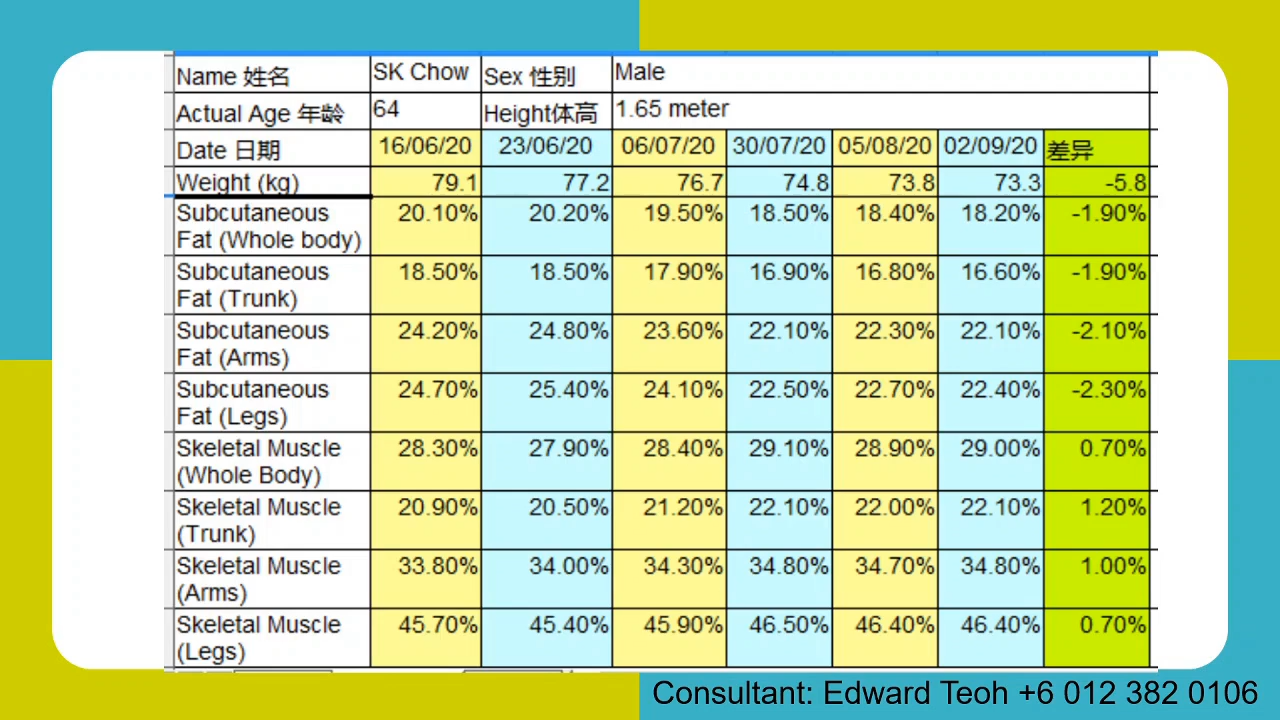 Name 姓名 SK Chow Sex 性别 Male
Actual Age 年龄 64 Height体高 1.65 meter
Date 日期 16/06/20 23/06/20 06/07/20 30/07/20 05/08/20 02/09/20 差异
Weight (kg) 79.1 77.2 76.7 74.8 73.8 73.3 -5.8
Subcutaneous 20.10% 20.20% 19.50% 18.50% 18.40% 18.20% -1.90%
Fat (Whole body)
Subcutaneous 18.50% 18.50% 17.90% 16.90% 16.80% 16.60% -1.90%
Fat (Trunk)
Subcutaneous 24.20% 24.80% 23.60% 22.10% 22.30% 22.10% -2.10%
Fat (Arms)
Subcutaneous 24.70% 25.40% 24.10% 22.50% 22.70% 22.40% -2.30%
Fat (Legs)
Skeletal Muscle 28.30% 27.90% 28.40% 29.10% 28.90% 29.00% 0.70%
(Whole Body)
Skeletal Muscle 20.90% 20.50% 21.20% 22.10% 22.00% 22.10% 1.20%
(Trunk)
Skeletal Muscle 33.80% 34.00% 34.30% 34.80% 34.70% 34.80% 1.00%
(Arms)
Skeletal Muscle 45.70% 45.40% 45.90% 46.50% 46.40% 46.40% 0.70%
(Legs)
Consultant: Edward Teoh +6 012 382 0106